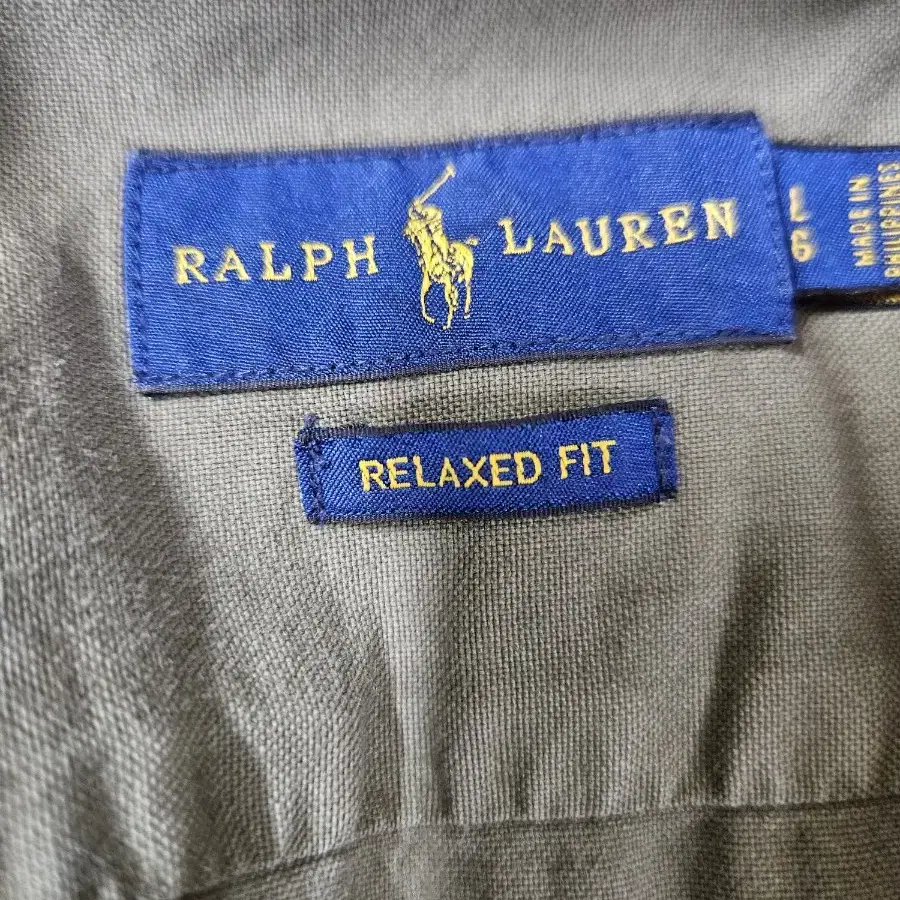 RALPH LAUREN
RELAXED FIT
L
G
MADE IN
PHILIPPINES